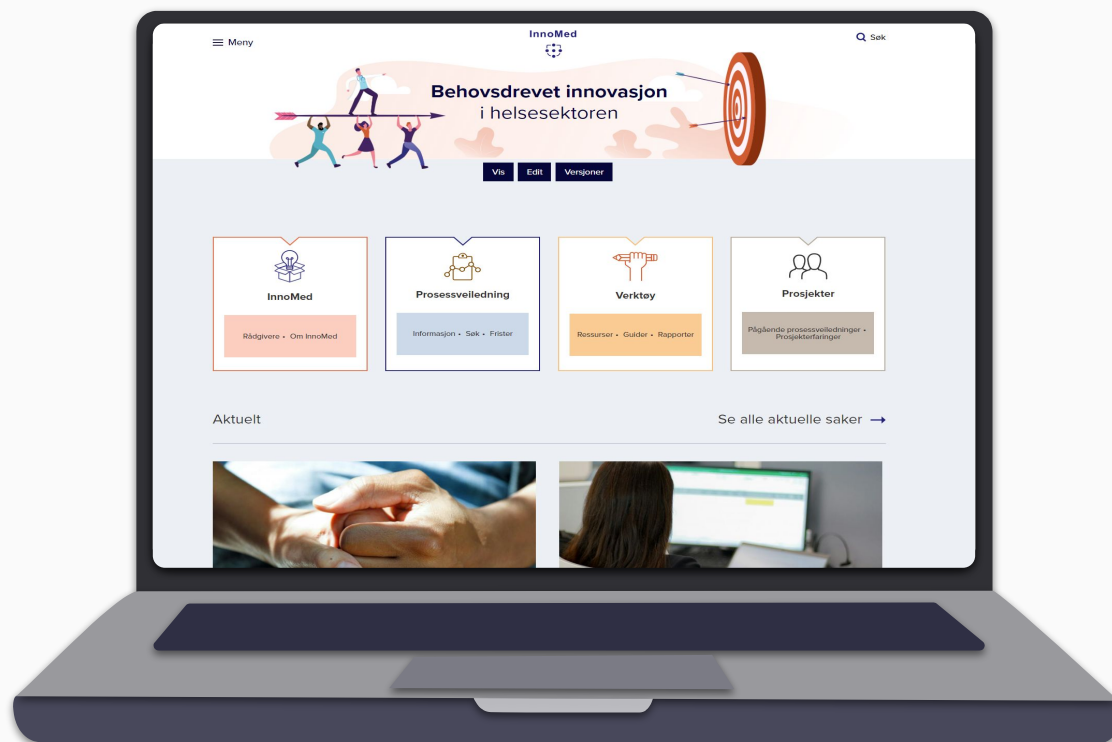 Meny
InnoMed
Søk
Behovsdrevet innovasjon
i helsesektoren
Vis
Edit
Versjoner
InnoMed
Rådgivere • Om InnoMed
Prosessveiledning
Informasjon • Søk • Frister
Verktøy
Ressurser • Guider • Rapporter
Prosjekter
Pågående prosessveiledninger •
Prosjekterfaringer
Aktuelt
Se alle aktuelle saker →